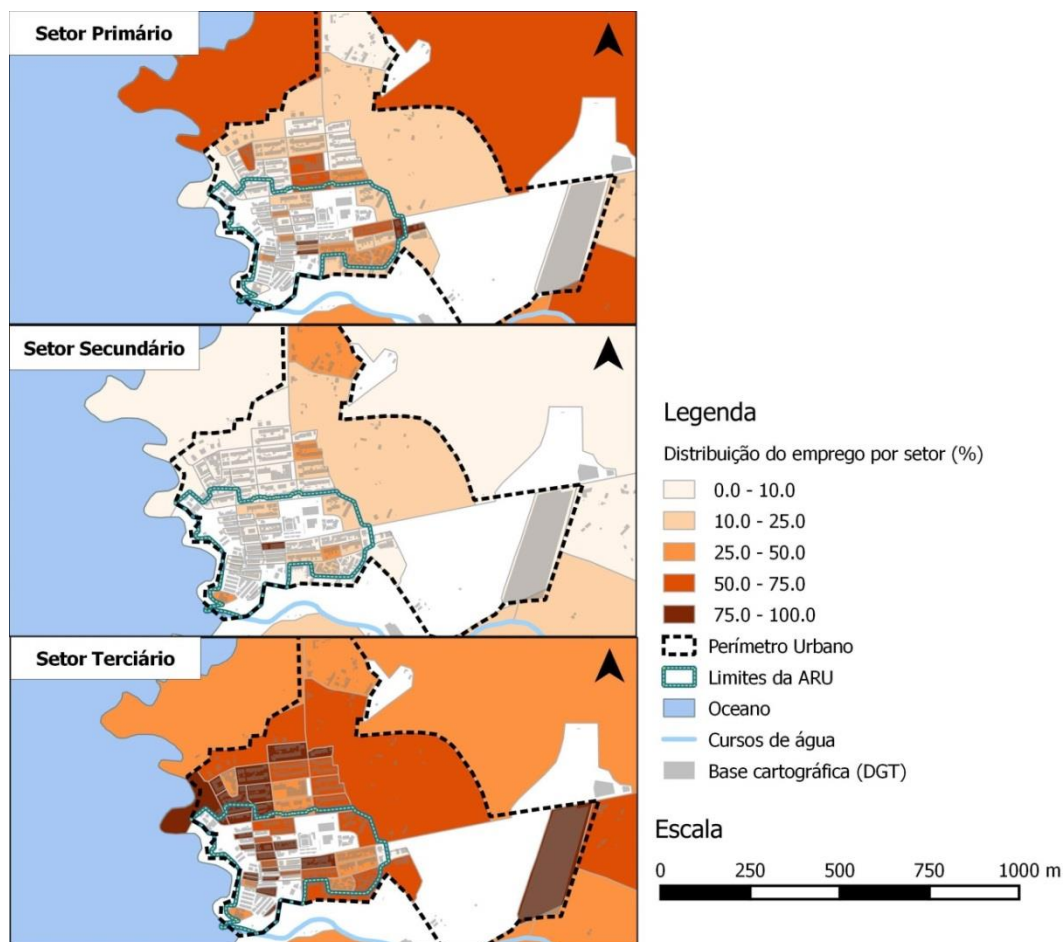 Setor Primário
Setor Secundário
Setor Terciário
Legenda
Distribuição do emprego por setor (%)
0.0 - 10.0
10.0 - 25.0
25.0 - 50.0
50.0 - 75.0
75.0 - 100.0
Perímetro Urbano
Limites da ARU
Oceano
Cursos de água
Base cartográfica (DGT)
Escala
0 250 500 750 1000 m